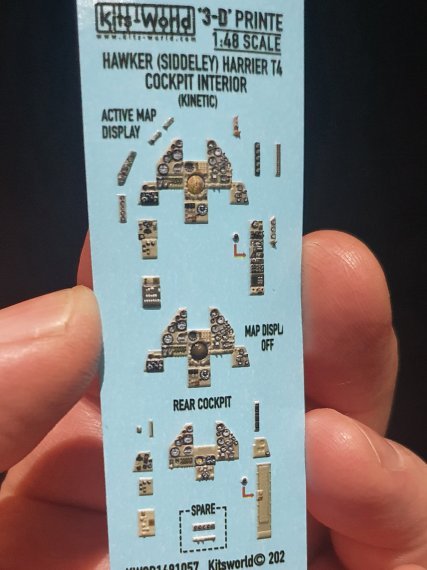 Kits-World "3-D" PRINTE
www.kits-world.com 1:48 SCALE
HAWKER (SIDDELEY) HARRIER T4
COCKPIT INTERIOR
(KINETIC)
ACTIVE MAP
DISPLAY
MAP DISPL
OFF
REAR COCKPIT
SPARE
Kitsworld© 202